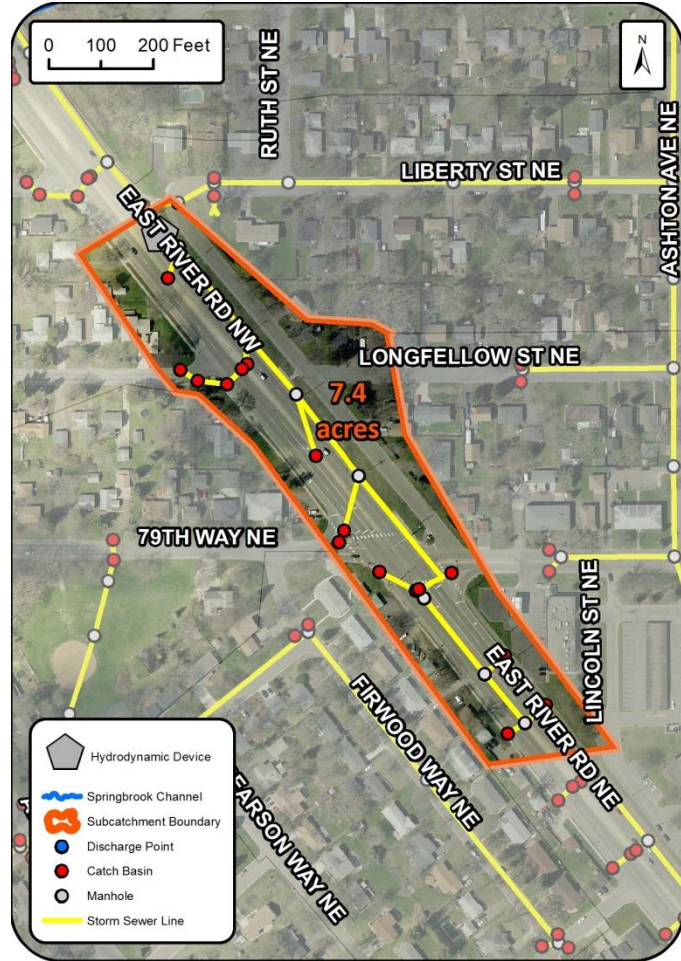 0 100 200 Feet
N
RUTH ST NE
LIBERTY ST NE
ASHTON AVE NE
EAST RIVER RD NW
LONGFELLOW ST NE
7.4
acres
79TH WAY NE
LINCOLN ST NE
EAST RIVER RD NE
FIRWOOD WAY NE
EARSON WAY NE
Hydrodynamic Device
Springbrook Channel
Subcatchment Boundary
Discharge Point
Catch Basin
Manhole
Storm Sewer Line